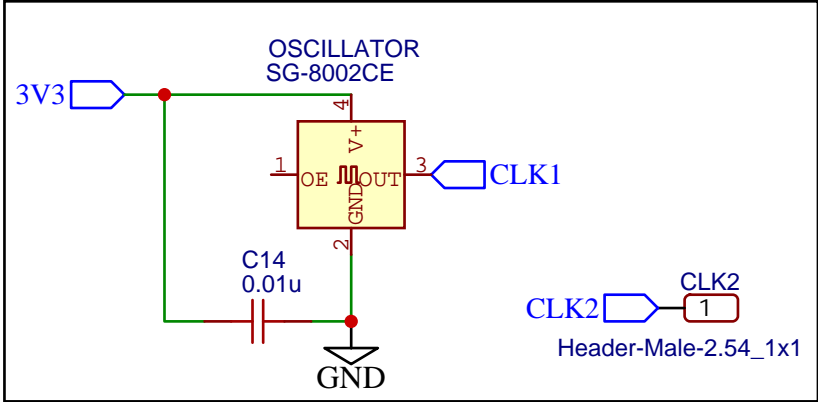 OSCILLATOR
SG-8002CE
3V3
4
V+
1
OE
OUT
3
CLK1
GND
2
C14
0.01u
GND
CLK2
CLK2
1
Header-Male-2.54_1x1